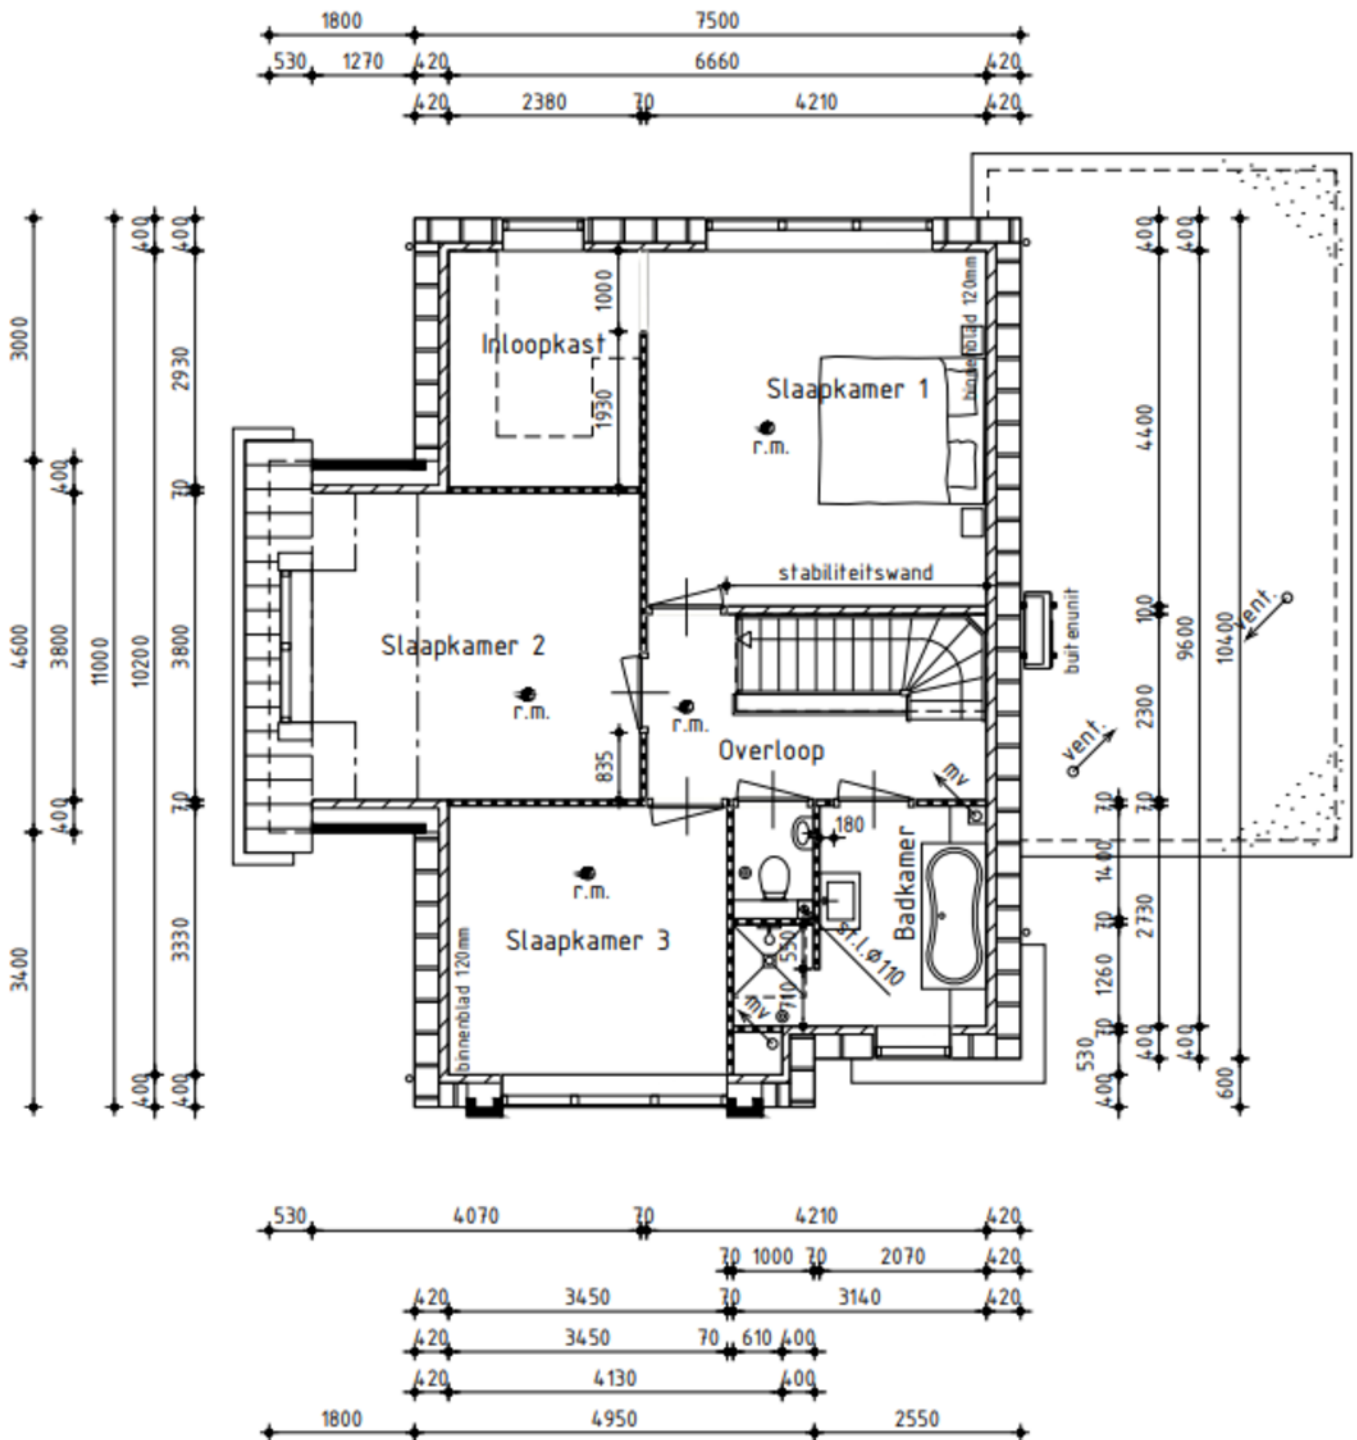 1800 7500
530 1270 420 6660 420
420 2380 70 4210 420
400 400 400 400
3000 2930 1000 binnenblad 120mm
Inloopkast
Slaapkamer 1
1930 4400
r.m.
400 70
stabiliteitswand
4600 3800 11000 10200 3800 100 9600 10400 vent.
buitenunit
Slaapkamer 2
r.m. r.m. 2300
Overloop vent.
835 mv
400 70 70 70
180
Badkamer 1400
r.m.
Slaapkamer 3
3400 3330 binnenblad 120mm 550 st.l.ø110 70 2730
710 1260
mv
70
400 400 530 400 400 600
400
530 4070 70 4210 420
70 1000 70 2070 420
420 3450 70 3140 420
420 3450 70 610 400
420 4130 400
1800 4950 2550